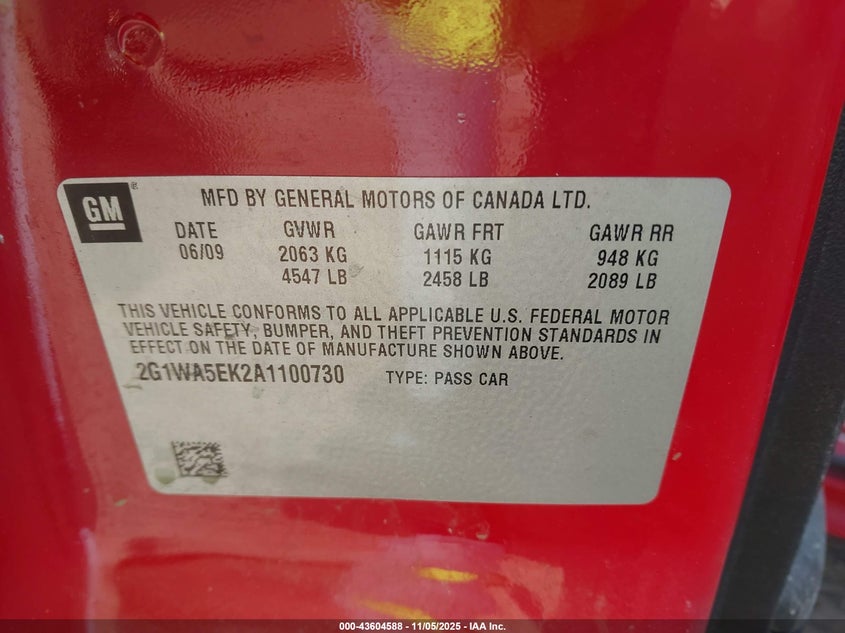 GM
MFD BY GENERAL MOTORS OF CANADA LTD.
DATE GVWR GAWR FRT GAWR RR
06/09 2063 KG 1115 KG 948 KG
4547 LB 2458 LB 2089 LB
THIS VEHICLE CONFORMS TO ALL APPLICABLE U.S. FEDERAL MOTOR
VEHICLE SAFETY, BUMPER, AND THEFT PREVENTION STANDARDS IN
EFFECT ON THE DATE OF MANUFACTURE SHOWN ABOVE.
2G1WA5EK2A1100730 TYPE: PASS CAR
000-43604588 - 11/05/2025 - IAA Inc.